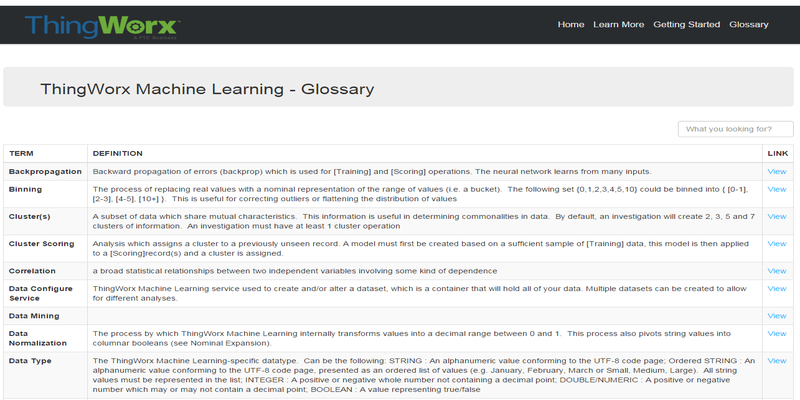 ThingWorx
A PTC Business
Home Learn More Getting Started Glossary
ThingWorx Machine Learning - Glossary
What you looking for?
TERM DEFINITION LINK
Backpropagation Backward propagation of errors (backprop) which is used for [Training] and [Scoring] operations. The neural network learns from many inputs. View
Binning The process of replacing real values with a nominal representation of the range of values (i.e. a bucket). The following set {0,1,2,3,4,5,10} could be binned into { [0-1], View
[2-3], [4-5], [10+] }. This is useful for correcting outliers or flattening the distribution of values
Cluster(s) A subset of data which share mutual characteristics. This information is useful in determining commonalities in data. By default, an investigation will create 2, 3, 5 and 7 View
clusters of information. An investigation must have at least 1 cluster operation
Cluster Scoring Analysis which assigns a cluster to a previously unseen record. A model must first be created based on a sufficient sample of [Training] data, this model is then applied View
to a [Scoring]record(s) and a cluster is assigned.
Correlation a broad statistical relationships between two independent variables involving some kind of dependence View
Data Configure ThingWorx Machine Learning service used to create and/or alter a dataset, which is a container that will hold all of your data. Multiple datasets can be created to allow View
Service for different analyses.
Data Mining View
Data The process by which ThingWorx Machine Learning internally transforms values into a decimal range between 0 and 1. This process also pivots string values into View
Normalization columnar booleans (see Nominal Expansion).
Data Type The ThingWorx Machine Learning-specific datatype. Can be the following: STRING : An alphanumeric value conforming to the UTF-8 code page; Ordered STRING : An View
alphanumeric value conforming to the UTF-8 code page, presented as an ordered list of values (e.g. January, February, March or Small, Medium, Large). All string
values must be represented in the list; INTEGER : A positive or negative whole number not containing a decimal point; DOUBLE/NUMERIC : A positive or negative
number which may or may not contain a decimal point; BOOLEAN : A value representing true/false